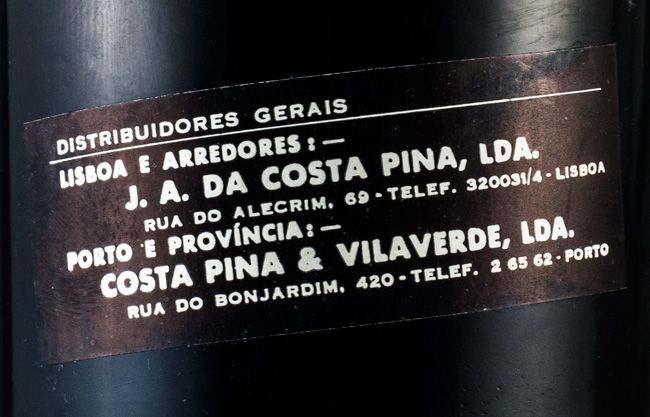 DISTRIBUIDORES GERAIS
LISBOA E ARREDORES:—
J. A. DA COSTA PINA, LDA.
RUA DO ALECRIM, 69 - TELEF. 320031/4 - LISBOA
PORTO E PROVÍNCIA:—
COSTA PINA & VILAVERDE, LDA.
RUA DO BONJARDIM, 420 - TELEF. 2 65 62 - PORTO